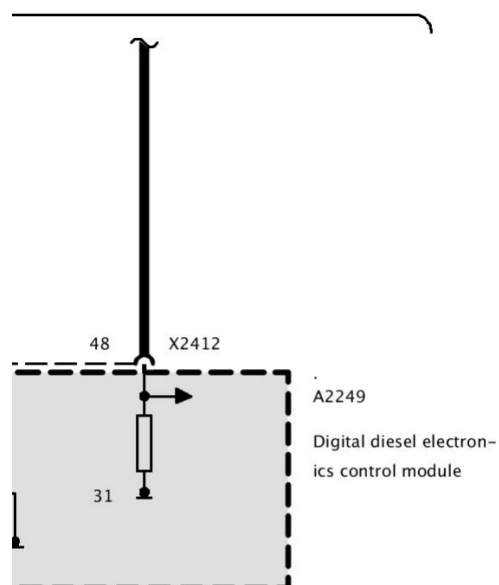 48 X2412
.
A2249
Digital diesel electron-
ics control module
31